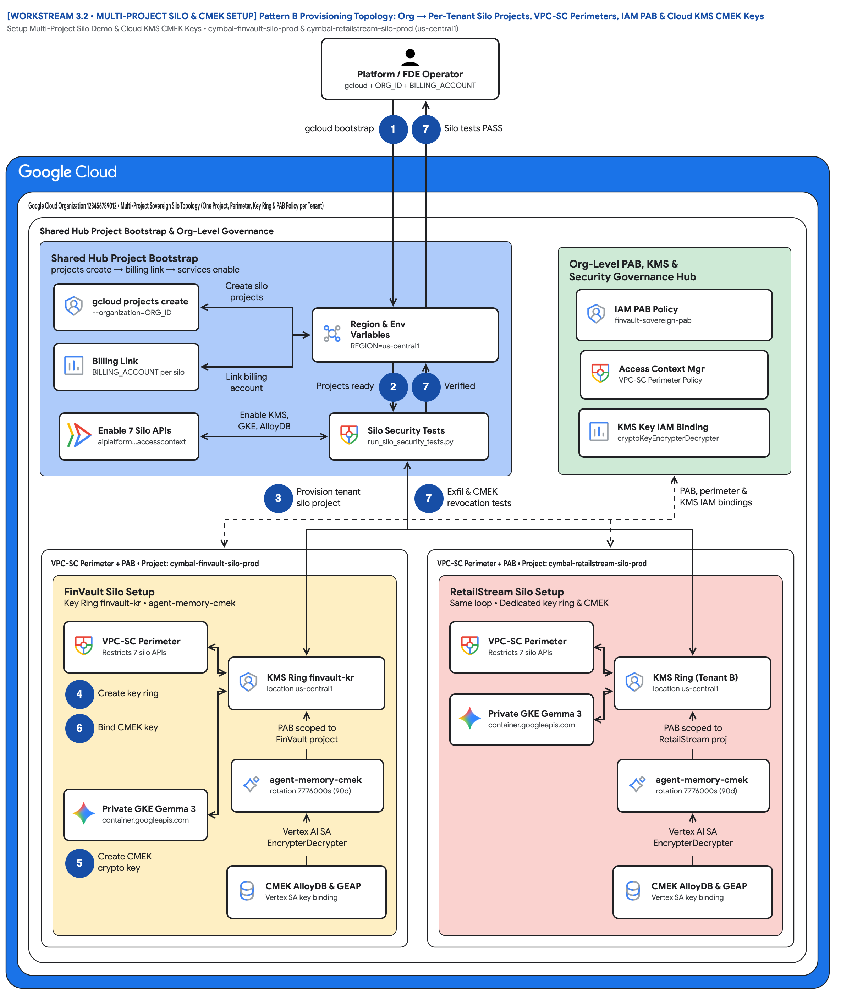 [WORKSTREAM 3.2 • MULTI-PROJECT SILO & CMEK SETUP] Pattern B Provisioning Topology: Org → Per-Tenant Silo Projects, VPC-SC Perimeters, IAM PAB & Cloud KMS CMEK Keys
Setup Multi-Project Silo Demo & Cloud KMS CMEK Keys • cymbal-finvault-silo-prod & cymbal-retailstream-silo-prod (us-central1)
Platform / FDE Operator
gcloud + ORG_ID + BILLING_ACCOUNT
gcloud bootstrap
1
7
Silo tests PASS
Google Cloud
Google Cloud Organization 123456789012 • Multi-Project Sovereign Silo Topology (One Project, Perimeter, Key Ring & PAB Policy per Tenant)
Shared Hub Project Bootstrap & Org-Level Governance
Shared Hub Project Bootstrap
projects create → billing link → services enable
gcloud projects create
--organization=ORG_ID
Create silo
projects
Billing Link
BILLING_ACCOUNT per silo
Link billing
account
Region & Env
Variables
REGION=us-central1
Projects ready
2
7
Verified
Enable 7 Silo APIs
aiplatform...accesscontext
Enable KMS,
GKE, AlloyDB
Silo Security Tests
run_silo_security_tests.py
Org-Level PAB, KMS &
Security Governance Hub
IAM PAB Policy
finvault-sovereign-pab
Access Context Mgr
VPC-SC Perimeter Policy
KMS Key IAM Binding
cryptoKeyEncrypterDecrypter
3
Provision tenant
silo project
7
Exfil & CMEK
revocation tests
PAB, perimeter &
KMS IAM bindings
VPC-SC Perimeter + PAB • Project: cymbal-finvault-silo-prod
FinVault Silo Setup
Key Ring finvault-kr • agent-memory-cmek
VPC-SC Perimeter
Restricts 7 silo APIs
4
Create key ring
6
Bind CMEK key
KMS Ring finvault-kr
location us-central1
PAB scoped to
FinVault project
agent-memory-cmek
rotation 7776000s (90d)
Private GKE Gemma 3
container.googleapis.com
5
Create CMEK
crypto key
Vertex AI SA
EncrypterDecrypter
CMEK AlloyDB & GEAP
Vertex SA key binding
VPC-SC Perimeter + PAB • Project: cymbal-retailstream-silo-prod
RetailStream Silo Setup
Same loop • Dedicated key ring & CMEK
VPC-SC Perimeter
Restricts 7 silo APIs
KMS Ring (Tenant B)
location us-central1
Private GKE Gemma 3
container.googleapis.com
PAB scoped to
RetailStream proj
agent-memory-cmek
rotation 7776000s (90d)
Vertex AI SA
EncrypterDecrypter
CMEK AlloyDB & GEAP
Vertex SA key binding